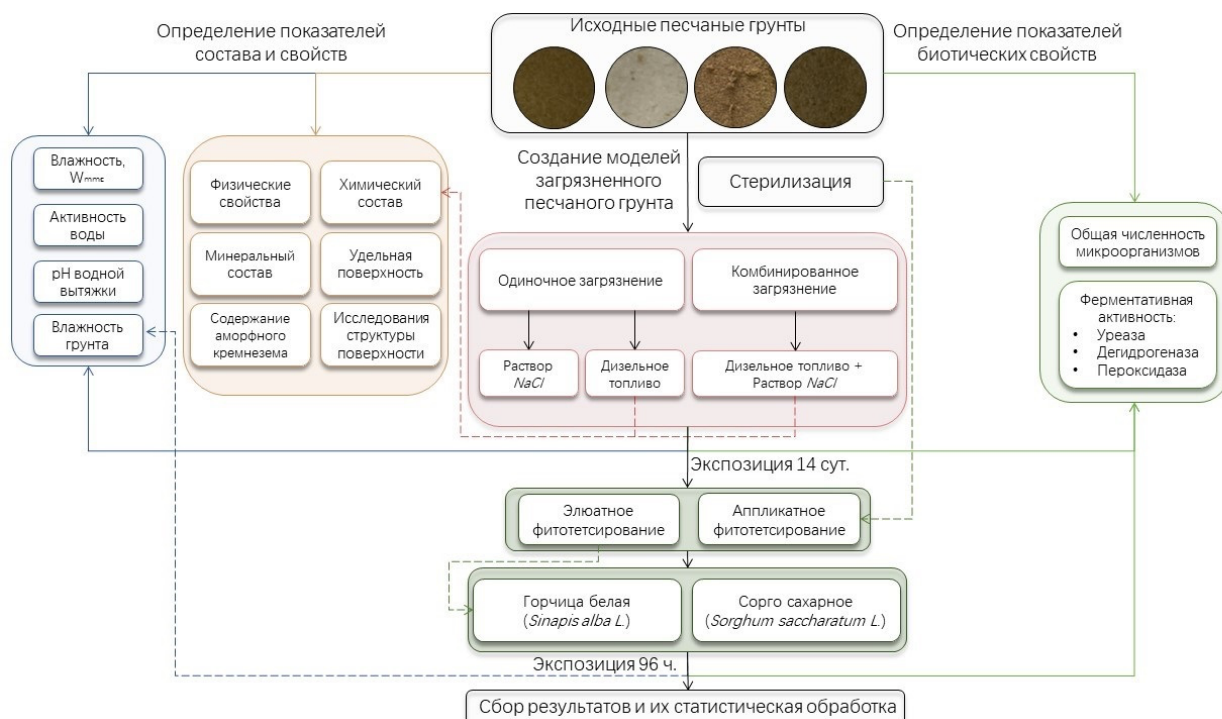 Определение показателей
состава и свойств
Исходные песчаные грунты
Определение показателей
биотических свойств
Влажность,
Wmmc
Активность
воды
pH водной
вытяжки
Влажность
грунта
Физические
свойства
Химический
состав
Минеральный
состав
Удельная
поверхность
Содержание
аморфного
кремнезема
Исследования
структуры
поверхности
Создание моделей
загрязненного
песчаного грунта
Стерилизация
Одиночное загрязнение
Комбинированное
загрязнение
Раствор
NaCl
Дизельное
топливо
Дизельное топливо +
Раствор NaCl
Общая численность
микроорганизмов
Ферментативная
активность:
• Уреаза
• Дегидрогеназа
• Пероксидаза
Экспозиция 14 сут.
Элюатное
фитотетсирование
Аппликатное
фитотетсирование
Горчица белая
(Sinapis alba L.)
Сорго сахарное
(Sorghum saccharatum L.)
Экспозиция 96 ч.
Сбор результатов и их статистическая обработка